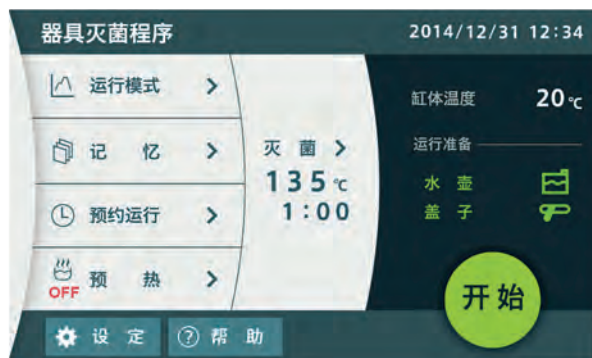 器具灭菌程序
2014/12/31 12:34
运行模式
记 忆
预约运行
OFF
预 热
灭 菌
135℃
1:00
缸体温度
20℃
运行准备
水 壶
盖 子
开 始
设 定
? 帮 助